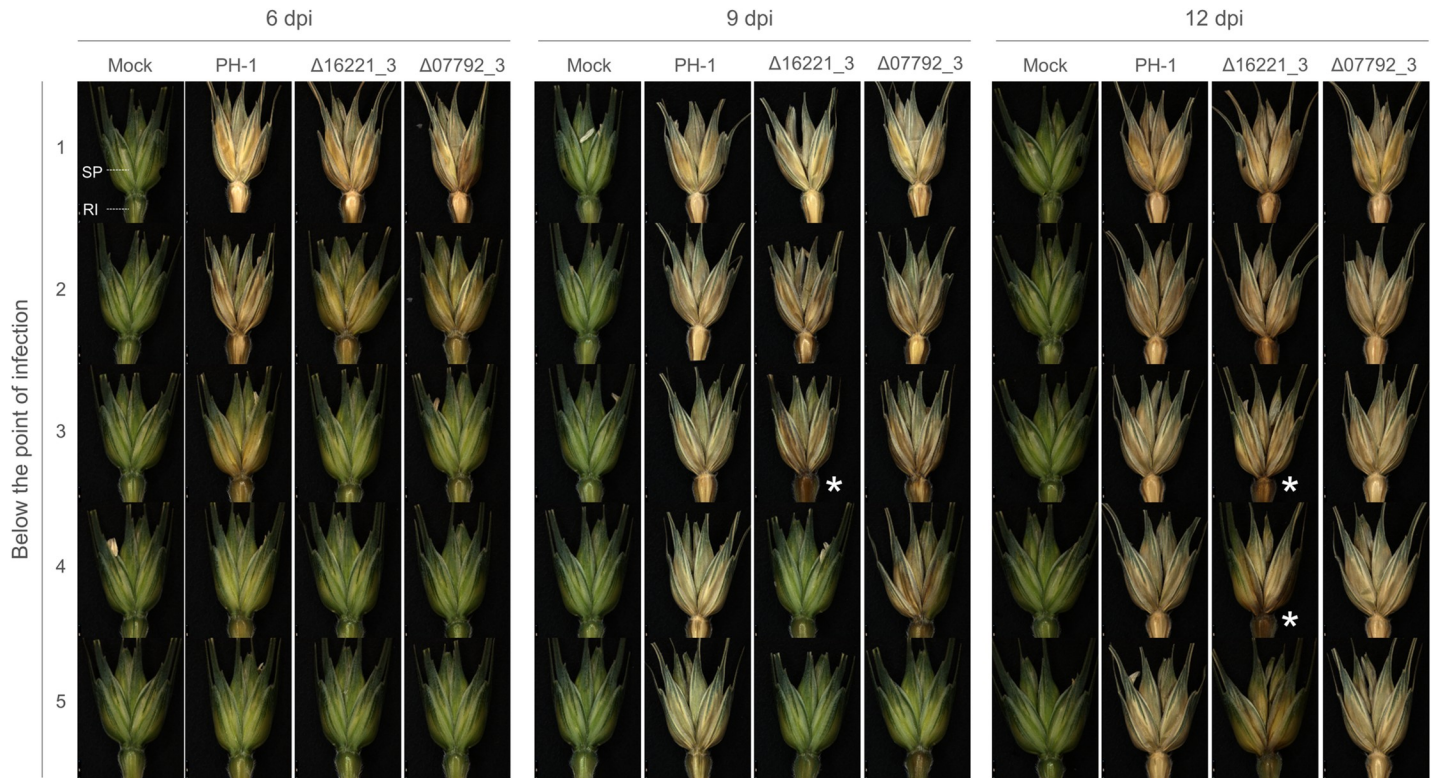 6 dpi 9 dpi 12 dpi
Mock PH-1 Δ16221_3 Δ07792_3 Mock PH-1 Δ16221_3 Δ07792_3 Mock PH-1 Δ16221_3 Δ07792_3
Below the point of infection
1
SP
RI
2
3
*
*
4
*
5